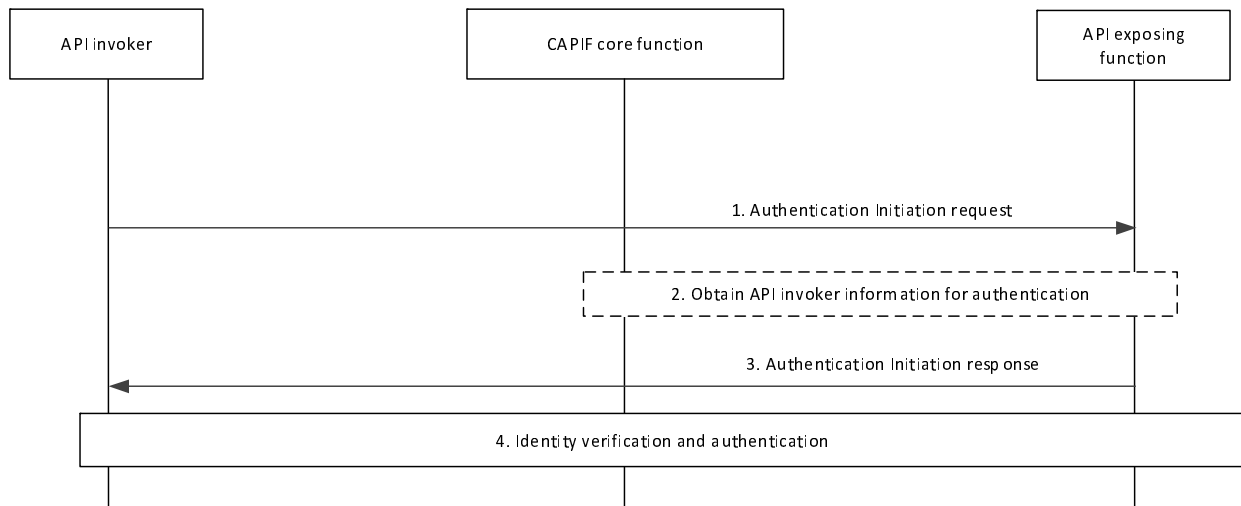 API invoker
CAPIF core function
API exposing
function
1. Authentication Initiation request
2. Obtain API invoker information for authentication
3. Authentication Initiation response
4. Identity verification and authentication